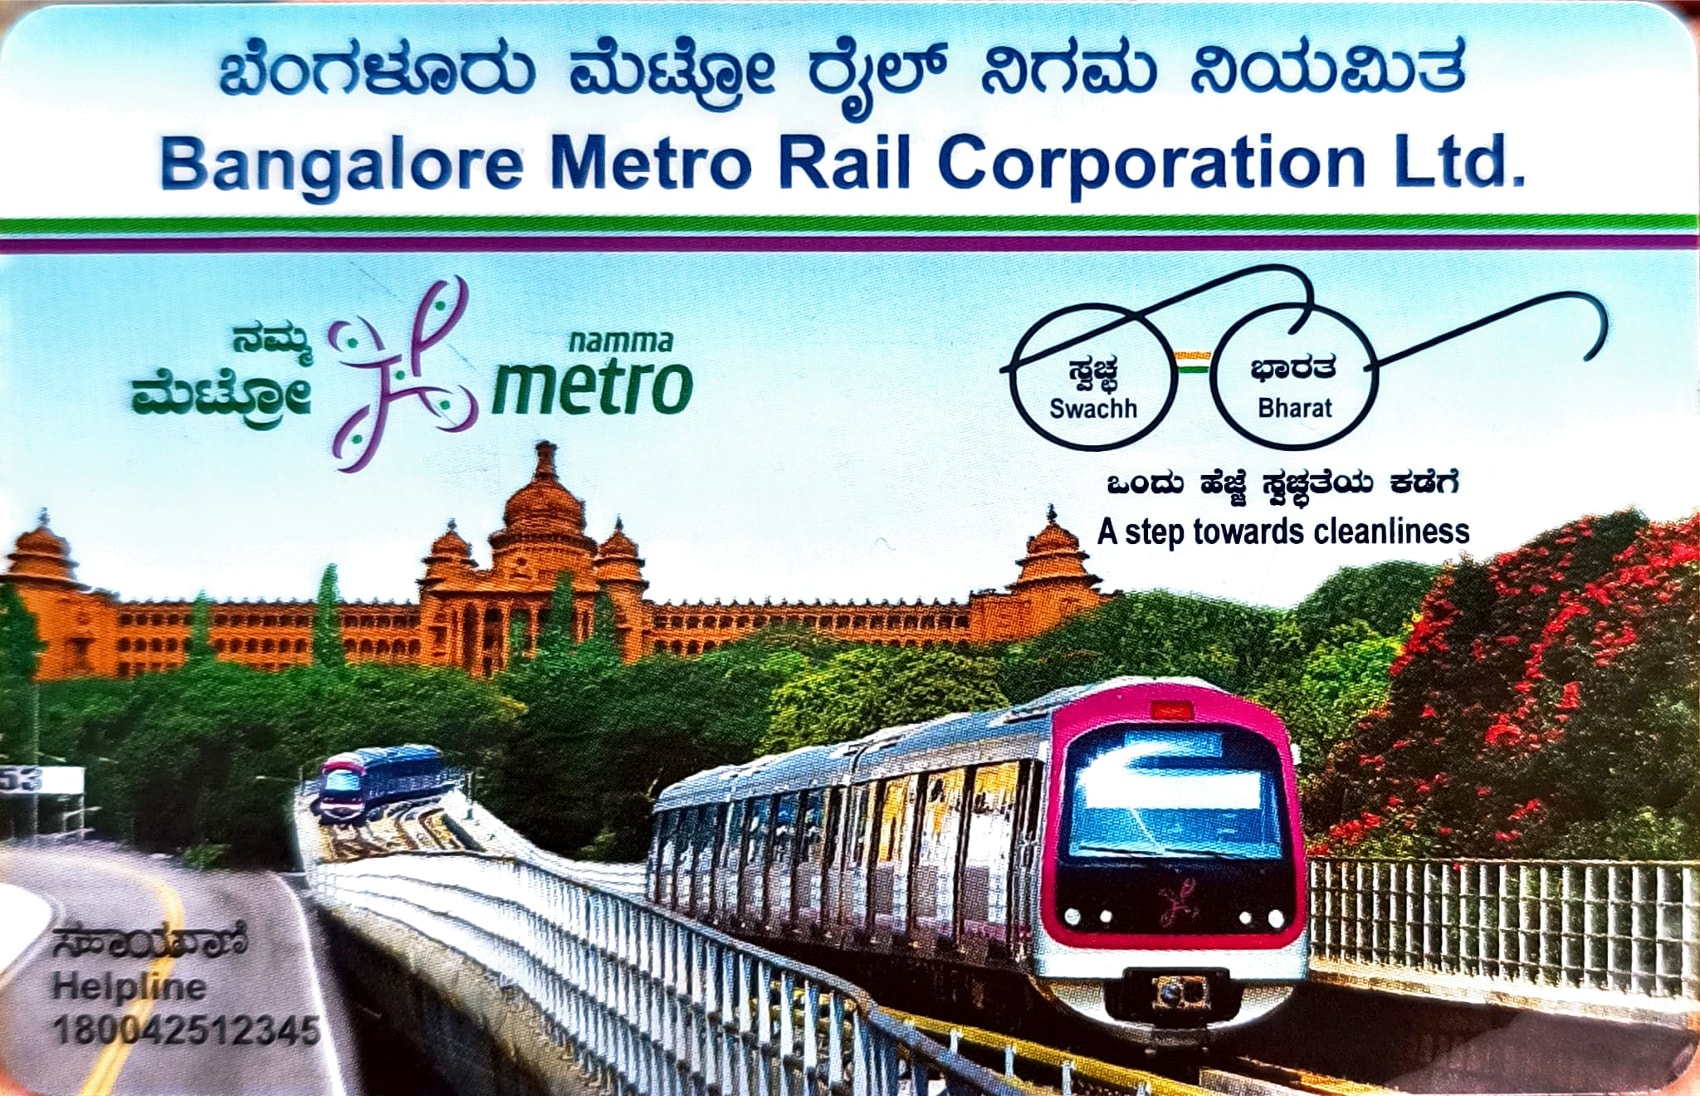 ಬೆಂಗಳೂರು ಮೆಟ್ರೋ ರೈಲ್ ನಿಗಮ ನಿಯಮಿತ
Bangalore Metro Rail Corporation Ltd.
ನಮ್ಮ
ಮೆಟ್ರೋ
namma
metro
ಸ್ವಚ್ಛ
Swachh
ಭಾರತ
Bharat
ಒಂದು ಹೆಜ್ಜೆ ಸ್ವಚ್ಛತೆಯ ಕಡೆಗೆ
A step towards cleanliness
53
ಸಹಾಯವಾಣಿ
Helpline
180042512345